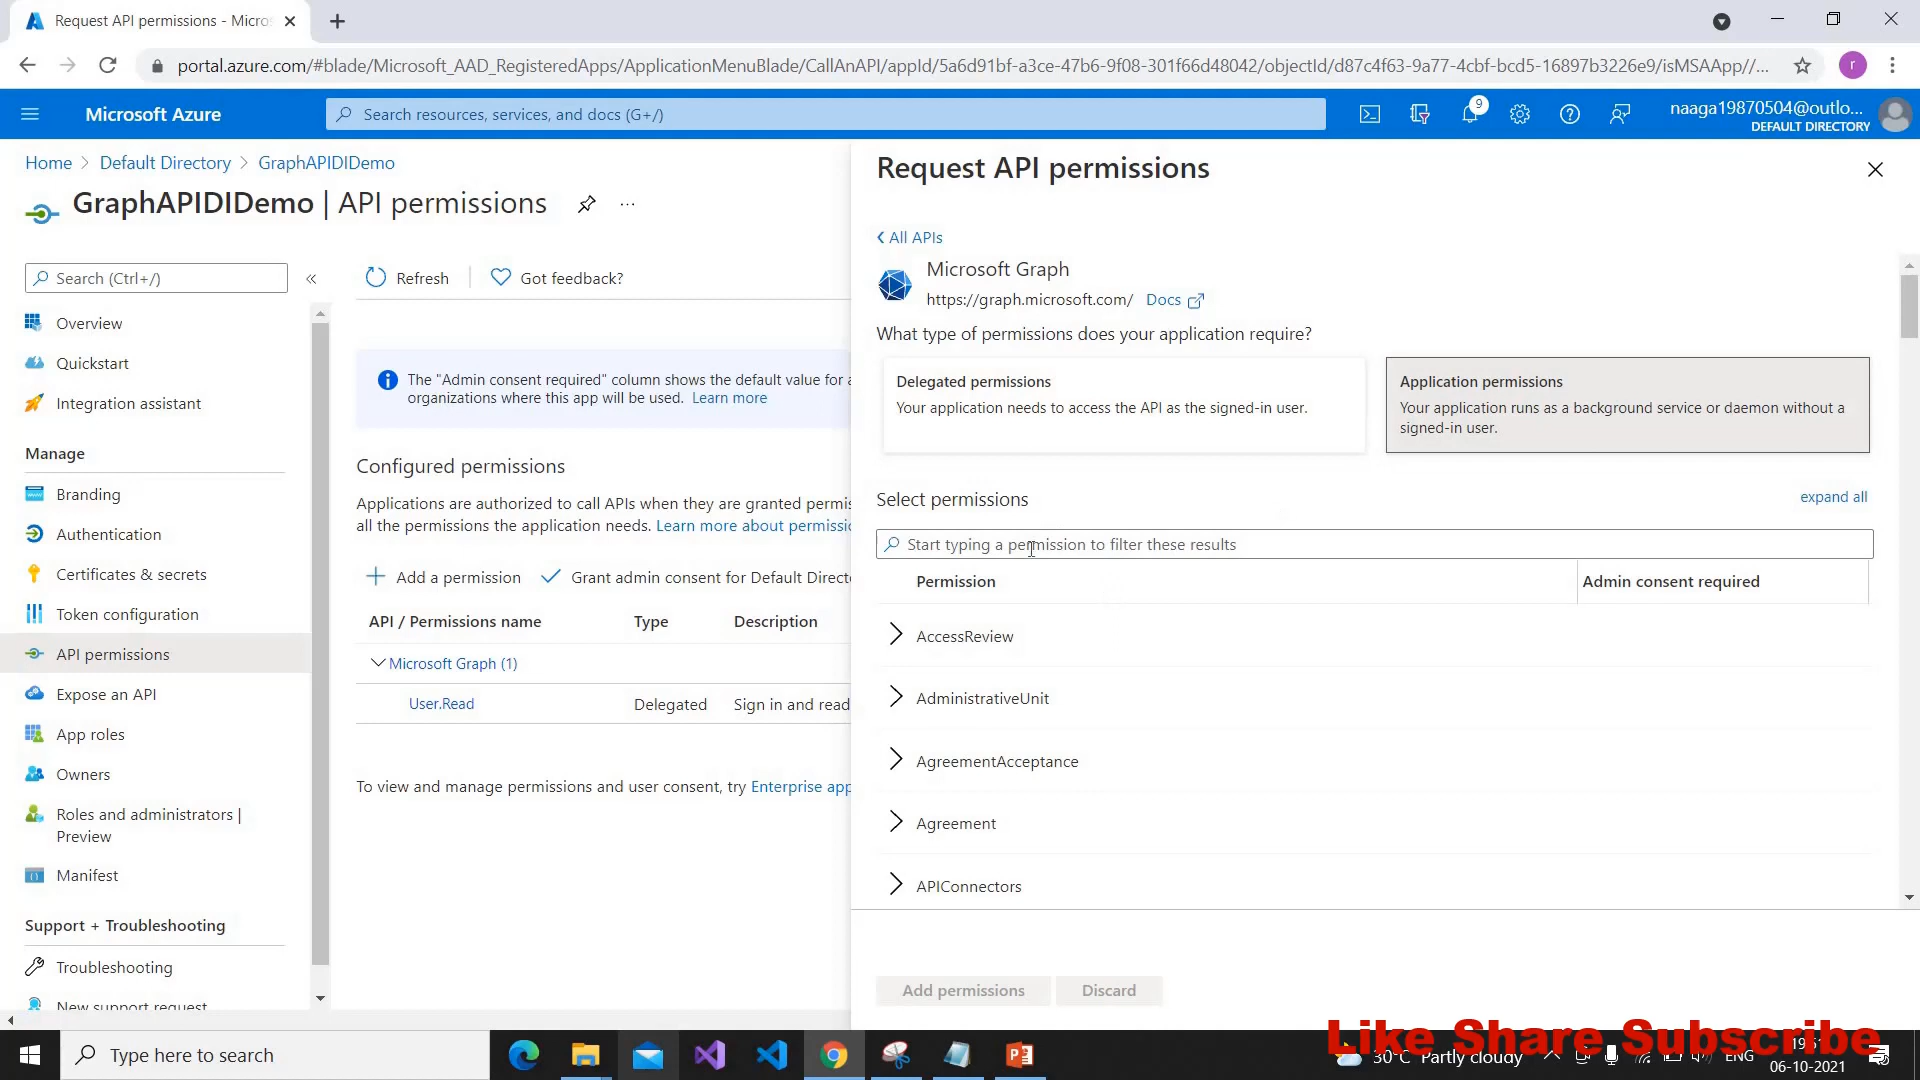 Request API permissions - Micros
portal.azure.com/#blade/Microsoft_AAD_RegisteredApps/ApplicationMenuBlade/CallAnAPI/appId/5a6d91bf-a3ce-47b6-9f08-301f66d48042/objectId/d87c4f63-9a77-4cbf-bcd5-16897b3226e9/isMSAApp//...
r
Microsoft Azure
Search resources, services, and docs (G+/)
9
naaga19870504@outlo...
DEFAULT DIRECTORY
Home > Default Directory > GraphAPIDIDemo
GraphAPIDIDemo | API permissions
...
Search (Ctrl+/)
«
Overview
Quickstart
Integration assistant
Manage
Branding
Authentication
Certificates & secrets
Token configuration
API permissions
Expose an API
App roles
Owners
Roles and administrators |
Preview
Manifest
Support + Troubleshooting
Troubleshooting
New support request
Refresh
Got feedback?
The "Admin consent required" column shows the default value for a
organizations where this app will be used. Learn more
Configured permissions
Applications are authorized to call APIs when they are granted permis
all the permissions the application needs. Learn more about permissio
Add a permission
Grant admin consent for Default Direct
API / Permissions name
Type
Description
Microsoft Graph (1)
User.Read
Delegated
Sign in and read
To view and manage permissions and user consent, try Enterprise app
Request API permissions
All APIs
Microsoft Graph
https://graph.microsoft.com/ Docs
What type of permissions does your application require?
Delegated permissions
Your application needs to access the API as the signed-in user.
Application permissions
Your application runs as a background service or daemon without a
signed-in user.
Select permissions
expand all
Start typing a permission to filter these results
Permission
Admin consent required
AccessReview
AdministrativeUnit
AgreementAcceptance
Agreement
APIConnectors
Add permissions
Discard
Like Share Subscribe
Type here to search
30°C Partly cloudy
ENG
06-10-2021